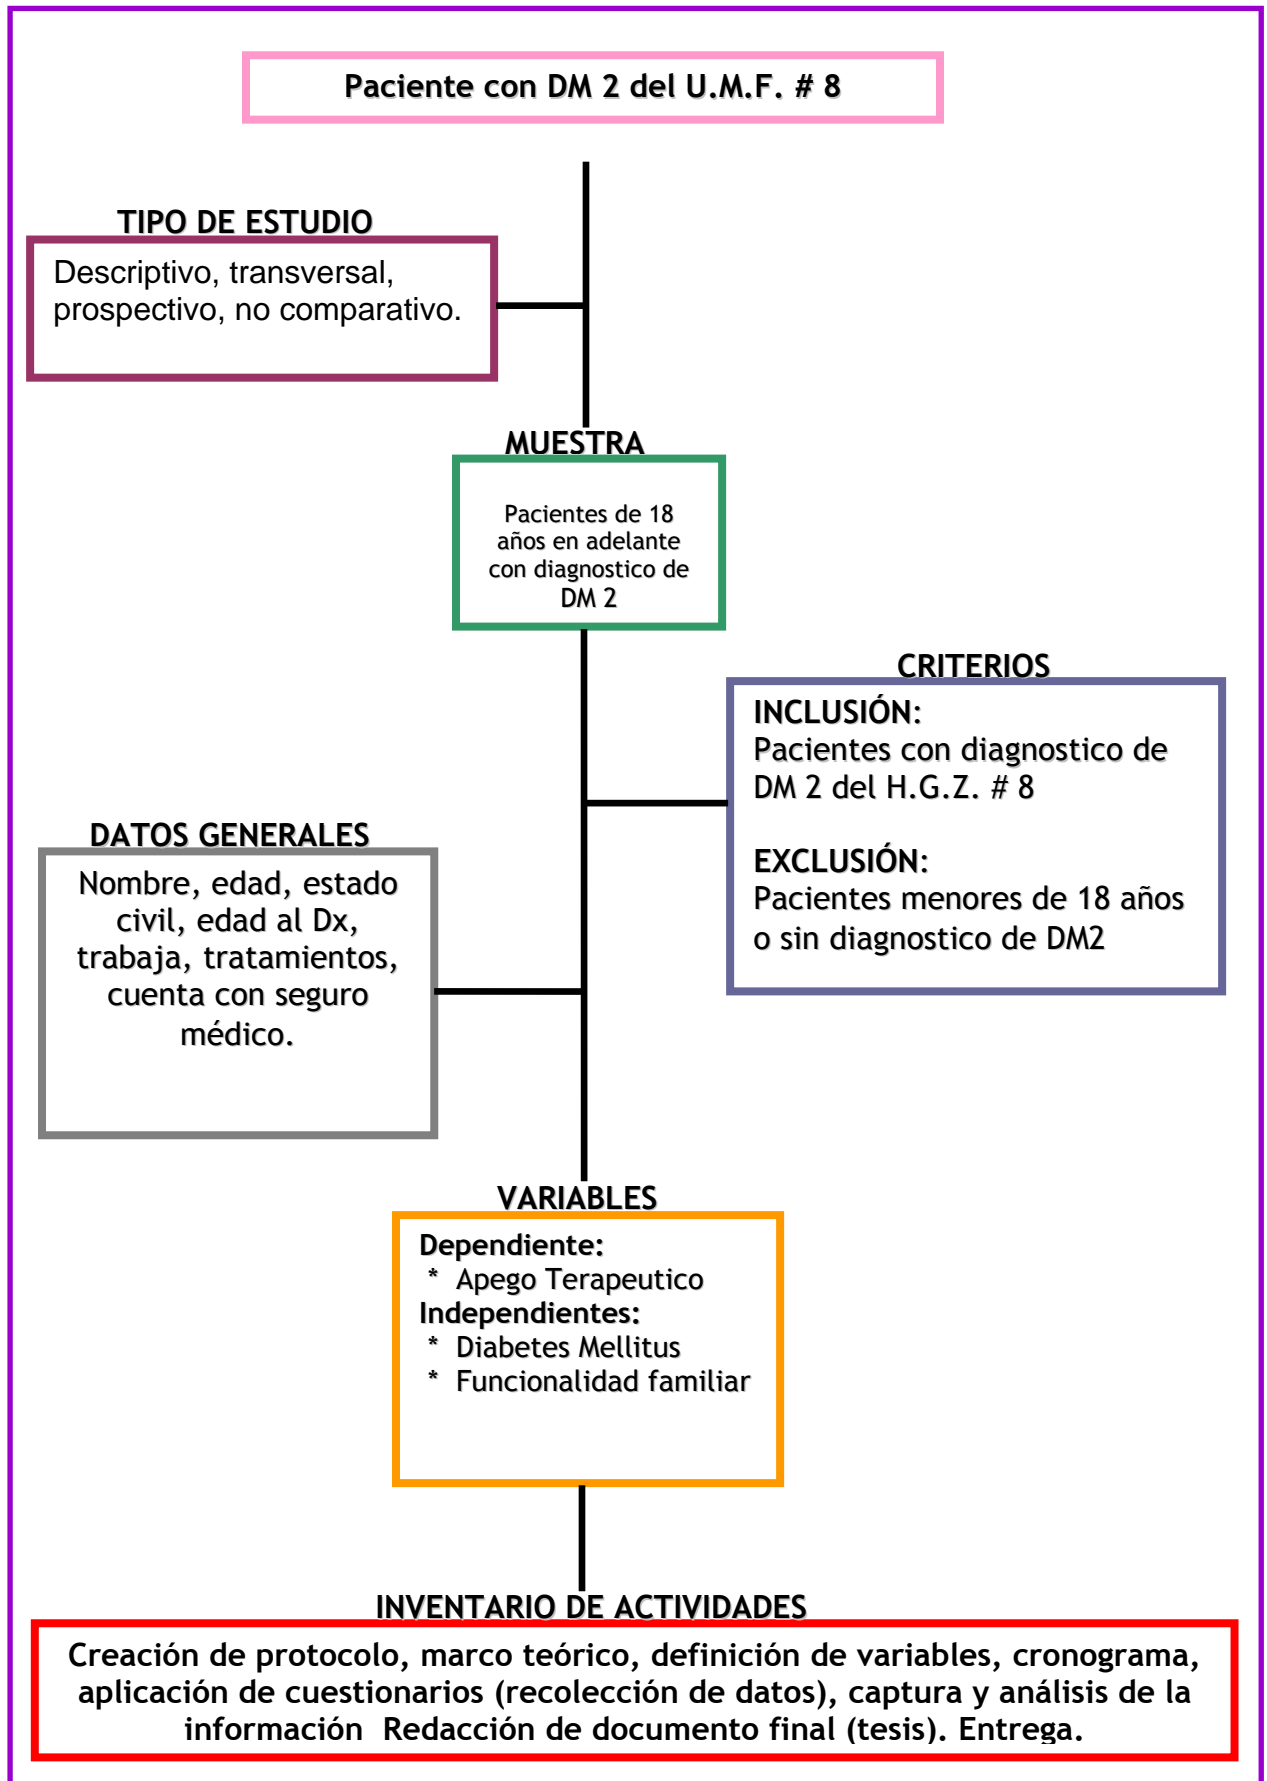 Paciente con DM 2 del U.M.F. # 8
TIPO DE ESTUDIO
Descriptivo, transversal,
prospectivo, no comparativo.
MUESTRA
Pacientes de 18
años en adelante
con diagnostico de
DM 2
CRITERIOS
INCLUSIÓN:
Pacientes con diagnostico de
DM 2 del H.G.Z. # 8
EXCLUSIÓN:
Pacientes menores de 18 años
o sin diagnostico de DM2
DATOS GENERALES
Nombre, edad, estado
civil, edad al Dx,
trabaja, tratamientos,
cuenta con seguro
médico.
VARIABLES
Dependiente:
* Apego Terapeutico
Independientes:
* Diabetes Mellitus
* Funcionalidad familiar
INVENTARIO DE ACTIVIDADES
Creación de protocolo, marco teórico, definición de variables, cronograma,
aplicación de cuestionarios (recolección de datos), captura y análisis de la
información  Redacción de documento final (tesis). Entrega.